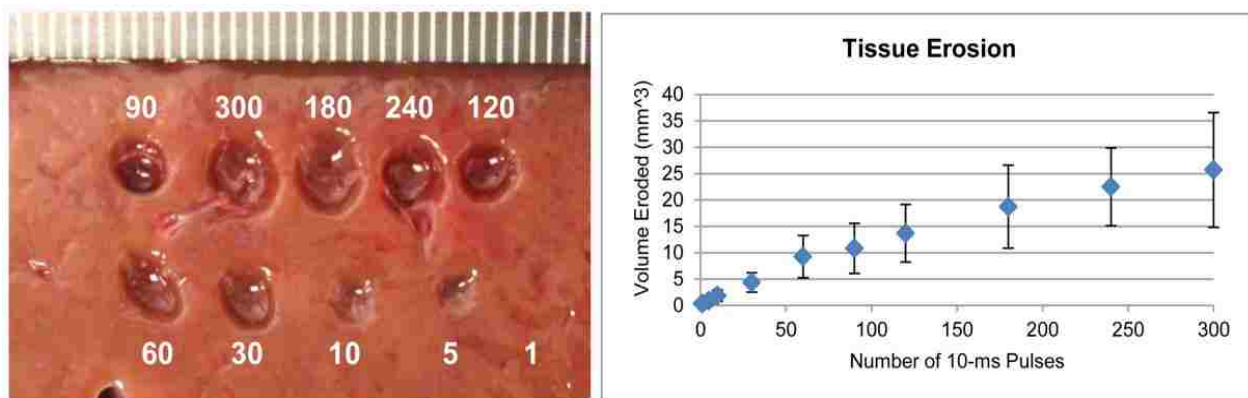 90 300 180 240 120
60 30 10 5 1
Tissue Erosion
Volume Eroded (mm^3)
40
35
30
25
20
15
10
5
0
0 50 100 150 200 250 300
Number of 10-ms Pulses